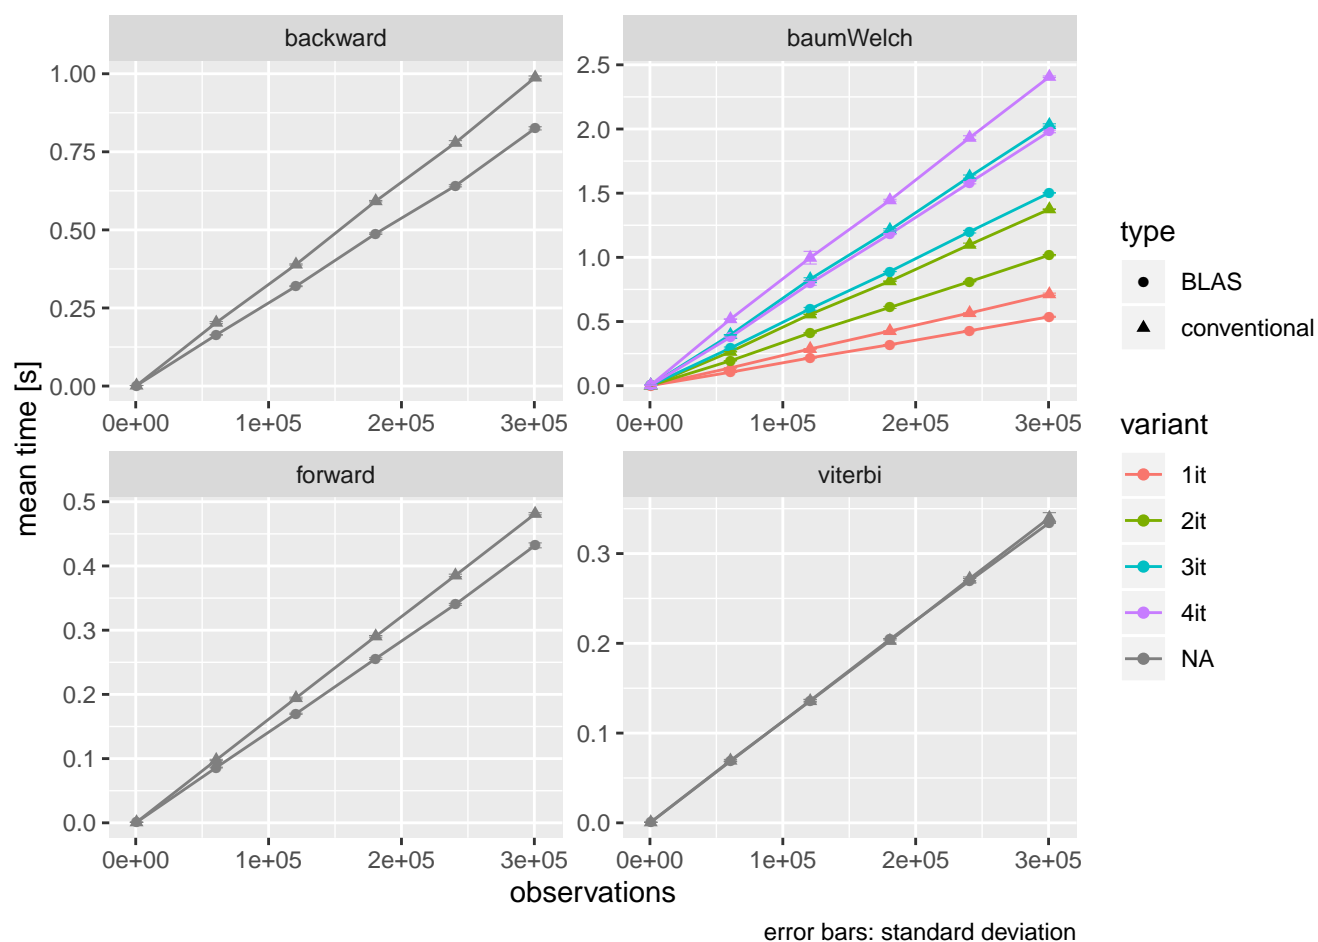 backward
1.00
0.75
0.50
0.25
0.00
0e+00 1e+05 2e+05 3e+05
baumWelch
2.5
2.0
1.5
1.0
0.5
0.0
0e+00 1e+05 2e+05 3e+05
forward
0.5
0.4
0.3
0.2
0.1
0.0
0e+00 1e+05 2e+05 3e+05
viterbi
0.3
0.2
0.1
0.0
0e+00 1e+05 2e+05 3e+05
mean time [s]
observations
error bars: standard deviation
type
BLAS
conventional
variant
1it
2it
3it
4it
NA